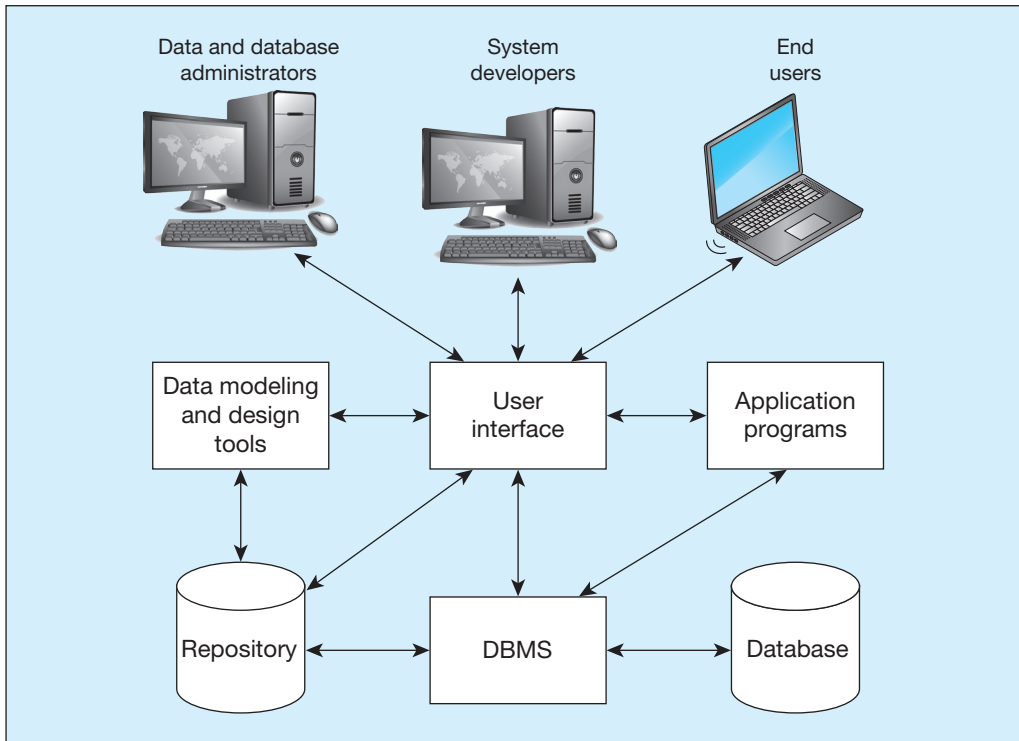 Data and database
administrators
System
developers
End
users
Data modeling
and design
tools
User
interface
Application
programs
Repository
DBMS
Database